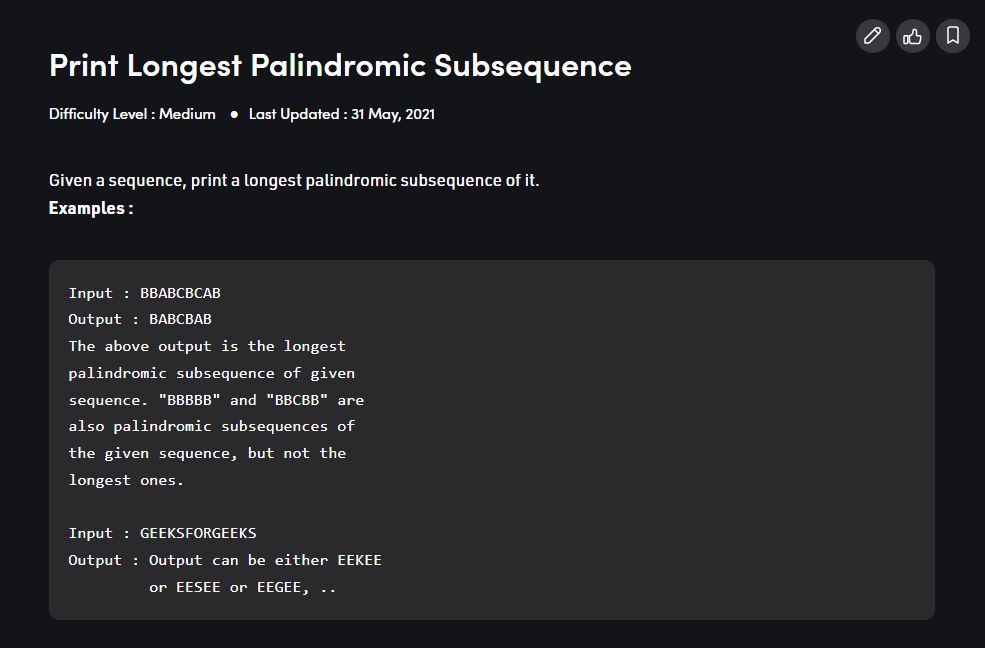 Print Longest Palindromic Subsequence
Difficulty Level : Medium ● Last Updated : 31 May, 2021
Given a sequence, print a longest palindromic subsequence of it.
Examples :
Input : BBABCBCAB
Output : BABCBAB
The above output is the longest
palindromic subsequence of given
sequence. "BBBBB" and "BBCBB" are
also palindromic subsequences of
the given sequence, but not the
longest ones.
Input : GEEKSFORGEEKS
Output : Output can be either EEKEE
or EESEE or EEGEE, ..